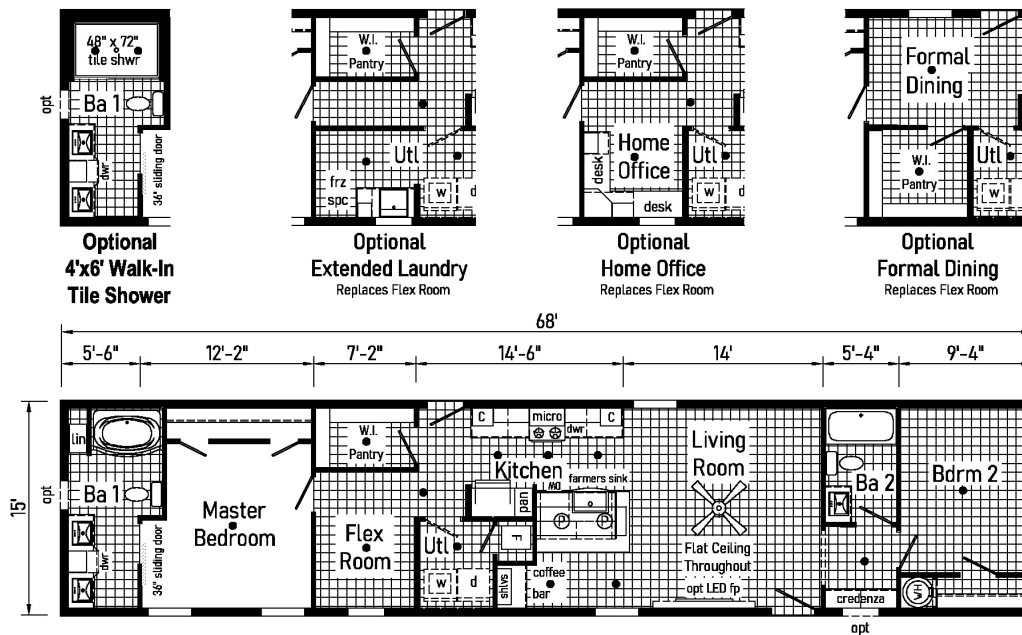 48" x 72"
tile shwr
Ba 1
opt
dwr
36" sliding door
Optional
4'x6' Walk-In
Tile Shower
W.I.
Pantry
Utl
frz
spc
w
d
Optional
Extended Laundry
Replaces Flex Room
W.I.
Pantry
Home
Office
desk
desk
Utl
w
d
Optional
Home Office
Replaces Flex Room
Formal
Dining
W.I.
Pantry
Utl
w
Optional
Formal Dining
Replaces Flex Room
68'
5'-6"
12'-2"
7'-2"
14'-6"
14'
5'-4"
9'-4"
15'
lin
opt
Ba 1
dwr
36" sliding door
Master
Bedroom
W.I.
Pantry
Flex
Room
Utl
w
d
C
micro
dwr
C
Kitchen
farmers sink
DW
pan
F
shlvs
coffee
bar
Living
Room
Flat Ceiling
Throughout
opt LED fp
Ba 2
credenza
opt
Bdrm 2
WH